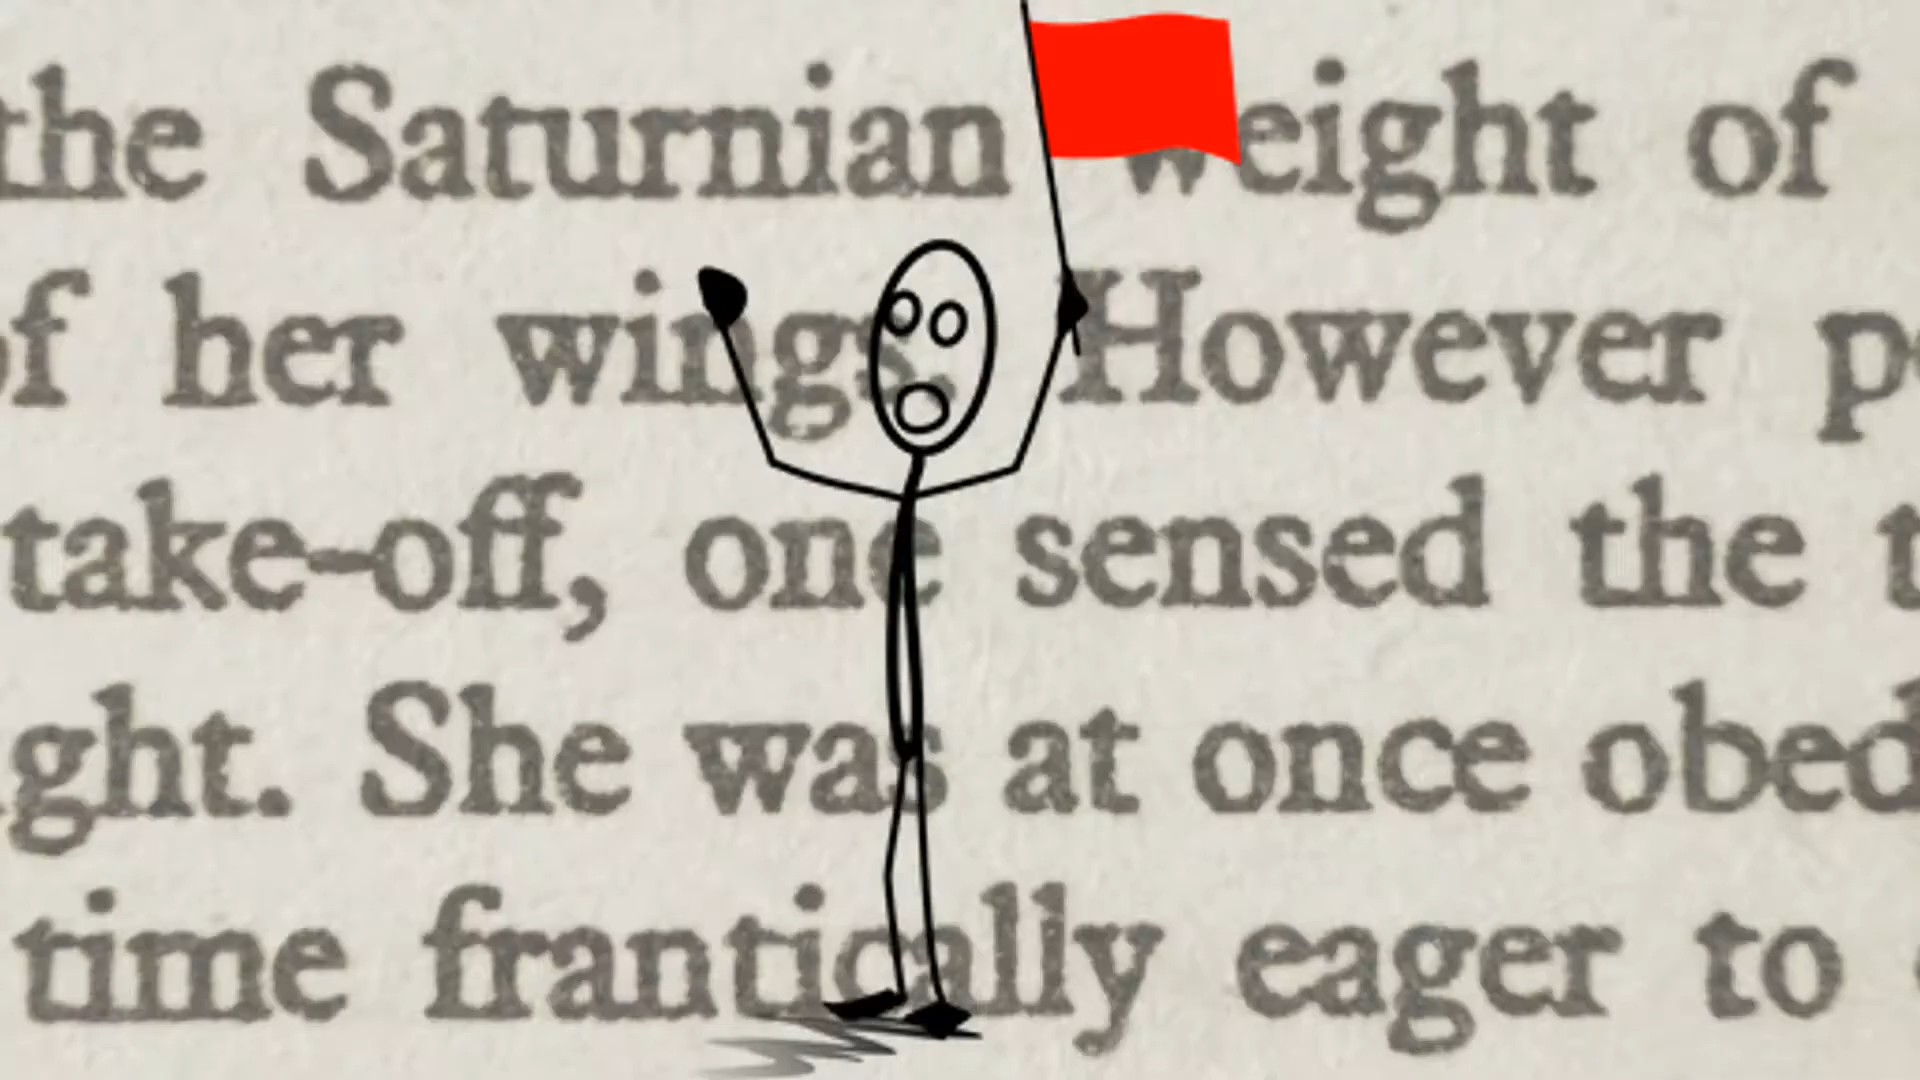 the Saturnian weight of
of her wings. However
take-off, one sensed the
ght. She was at once obed
time frantically eager to